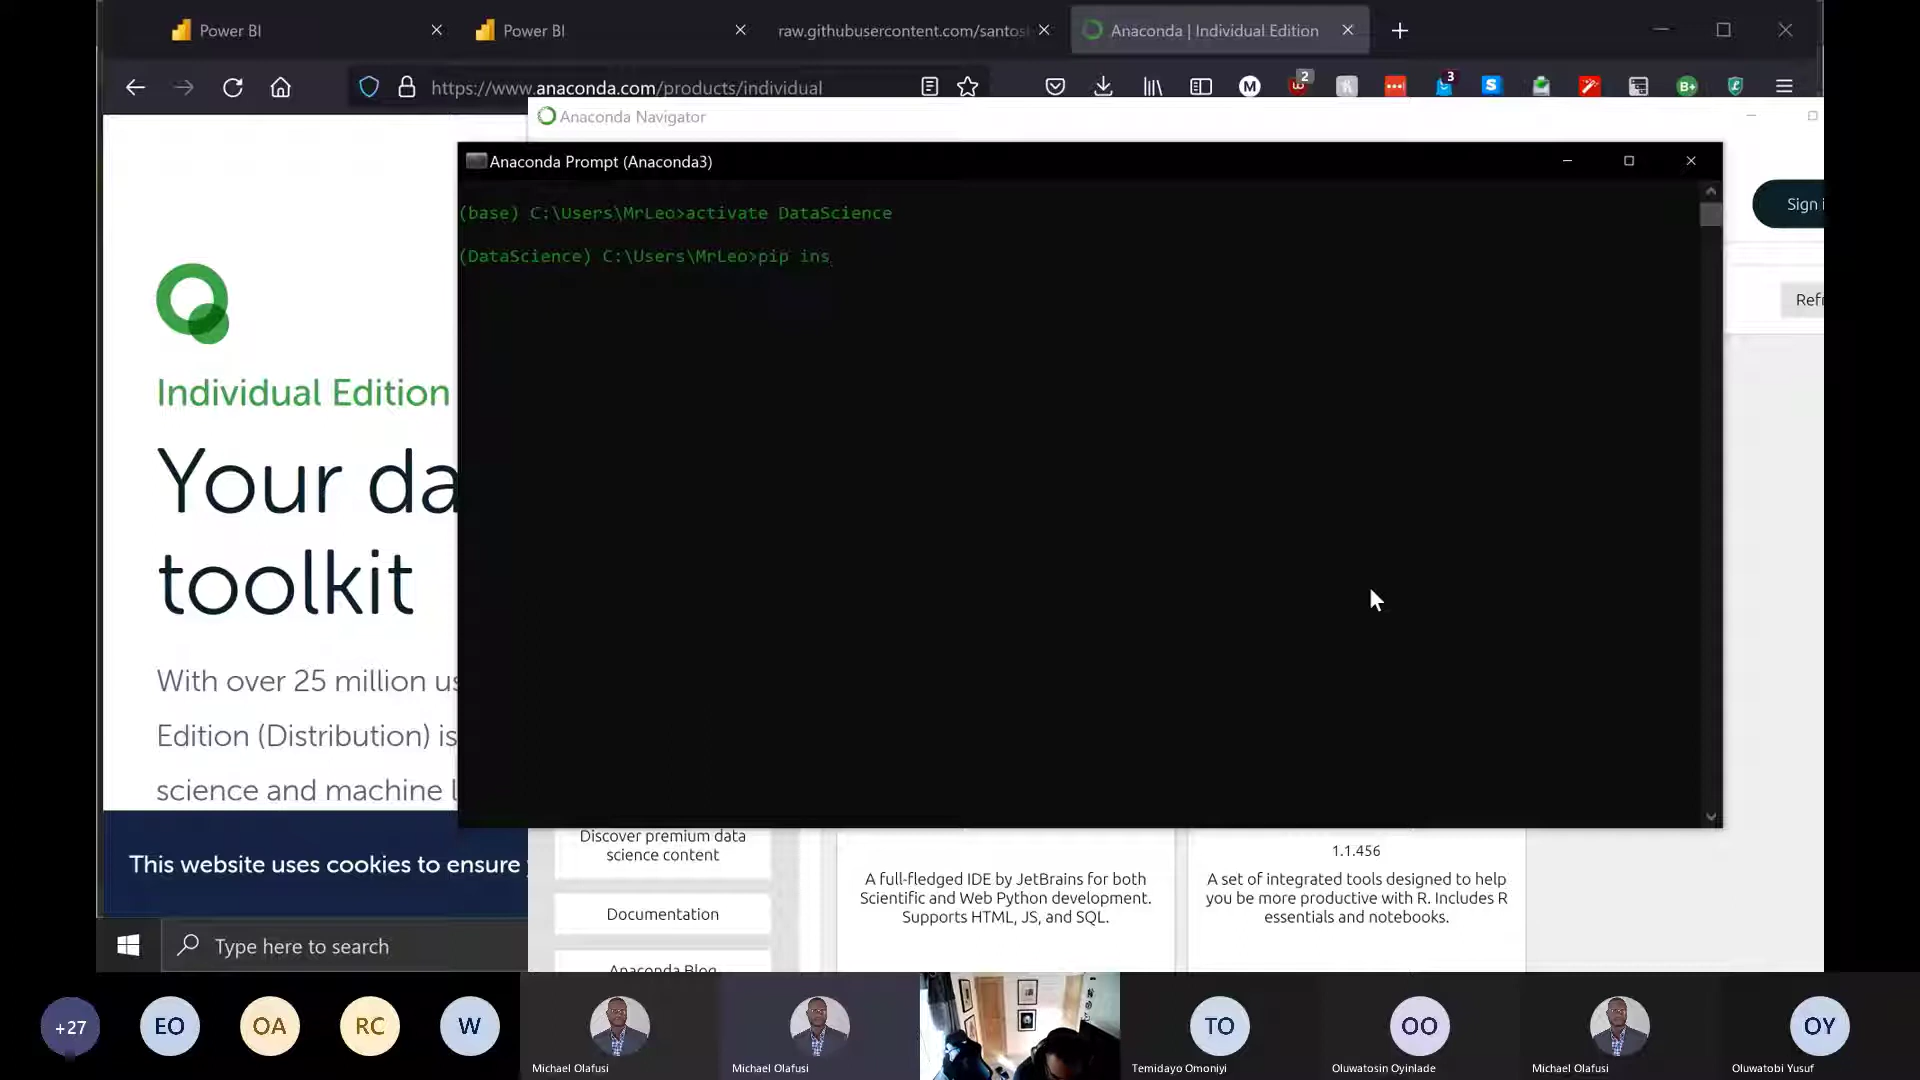 Power BI
Power BI
raw.githubusercontent.com/santosh
Anaconda | Individual Edition
https://www.anaconda.com/products/individual
M
2
3
S
B+
Anaconda Navigator
Anaconda Prompt (Anaconda3)
Sign i
(base) C:\Users\MrLeo>activate DataScience
(DataScience) C:\Users\MrLeo>pip ins
Refr
Individual Edition
Your da
toolkit
With over 25 million us
Edition (Distribution) is
science and machine l
This website uses cookies to ensure
Discover premium data
science content
Documentation
Anaconda Blog
A full-fledged IDE by JetBrains for both
Scientific and Web Python development.
Supports HTML, JS, and SQL.
1.1.456
A set of integrated tools designed to help
you be more productive with R. Includes R
essentials and notebooks.
Type here to search
+27
EO
OA
RC
W
TO
OO
OY
Michael Olafusi
Michael Olafusi
Temidayo Omoniyi
Oluwatosin Oyinlade
Michael Olafusi
Oluwatobi Yusuf